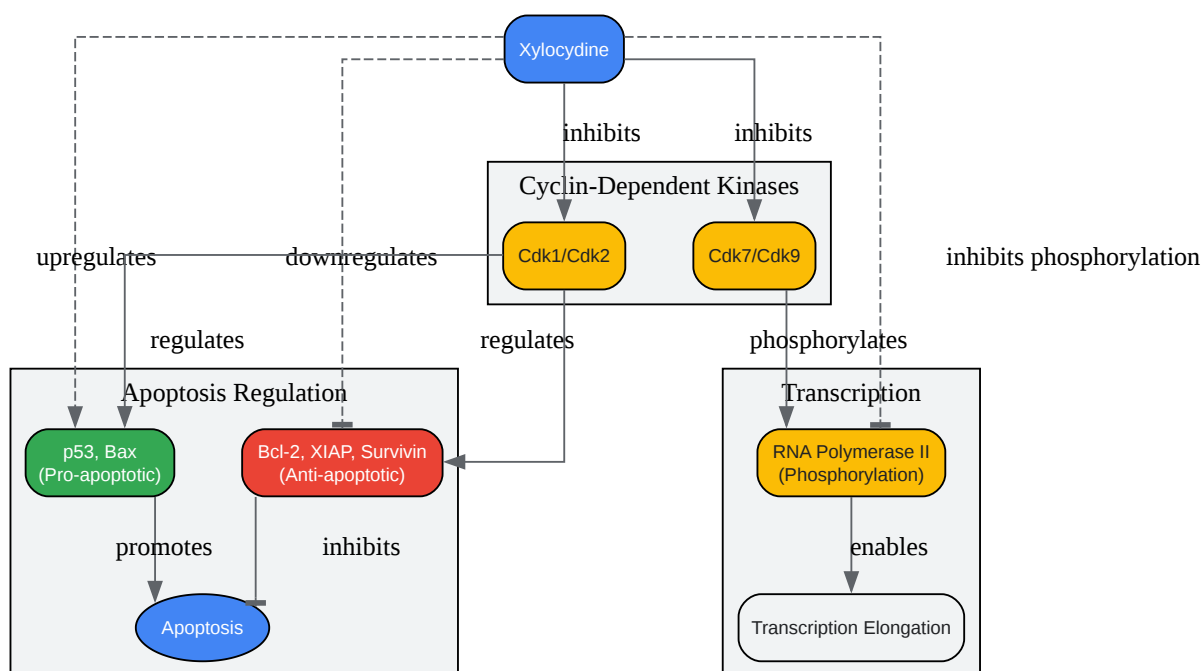 Xylocydine
inhibits
inhibits
Cyclin-Dependent Kinases
upregulates
downregulates
Cdk1/Cdk2
Cdk7/Cdk9
inhibits phosphorylation
regulates
regulates
phosphorylates
Apoptosis Regulation
Transcription
p53, Bax
(Pro-apoptotic)
Bcl-2, XIAP, Survivin
(Anti-apoptotic)
RNA Polymerase II
(Phosphorylation)
promotes
inhibits
enables
Apoptosis
Transcription Elongation